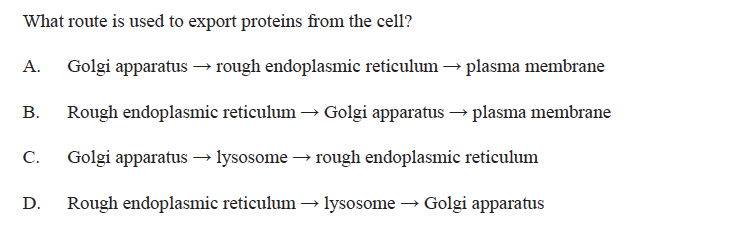 What route is used to export proteins from the cell?
A. Golgi apparatus → rough endoplasmic reticulum → plasma membrane
B. Rough endoplasmic reticulum → Golgi apparatus → plasma membrane
C. Golgi apparatus → lysosome → rough endoplasmic reticulum
D. Rough endoplasmic reticulum → lysosome → Golgi apparatus